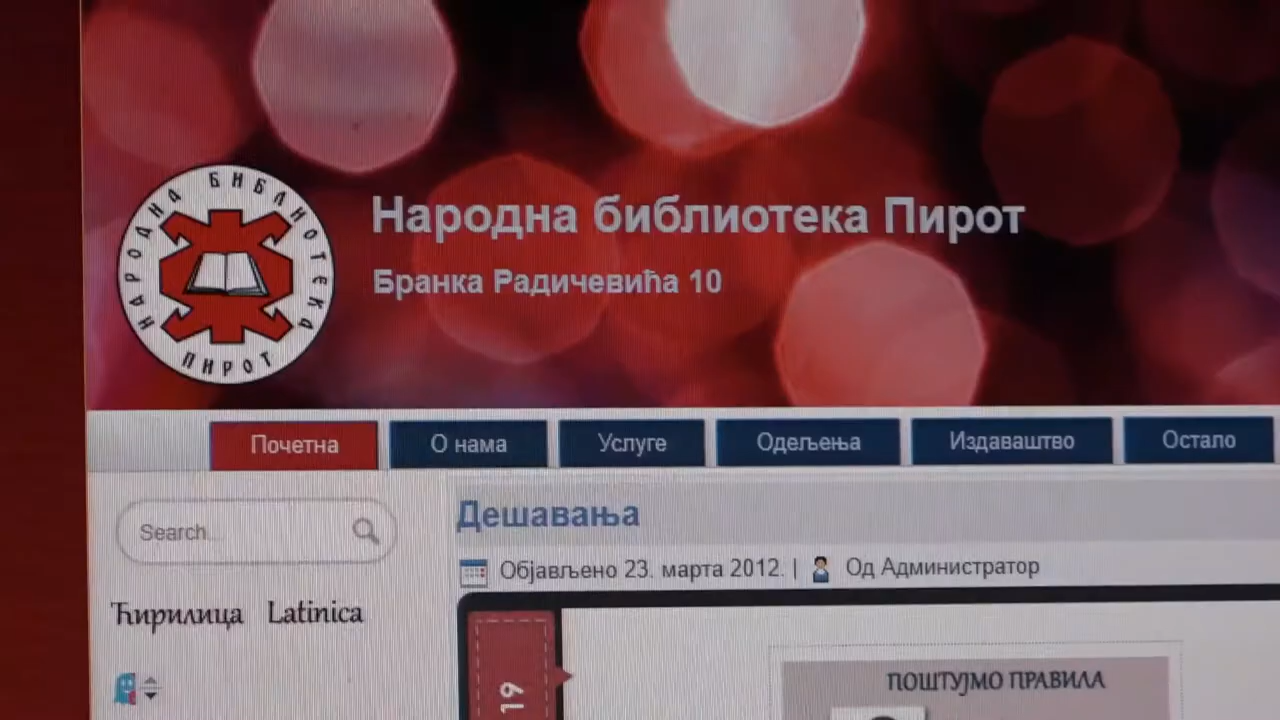 НАРОДНА БИБЛИОТЕКА
ПИРОТ
Народна библиотека Пирот
Бранка Радичевића 10
Почетна О нама Услуге Одељења Издаваштво Остало
Search...
Дешавања
Објављено 23. марта 2012. | Од Администратор
Ћирилица Latinica
19
ПОШТУЈМО ПРАВИЛА